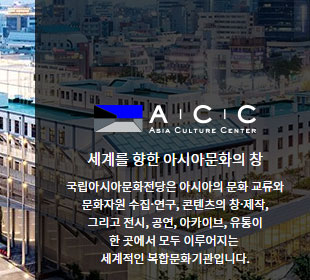 A C C
ASIA CULTURE CENTER
세계를 향한 아시아문화의 창
국립아시아문화전당은 아시아의 문화 교류와
문화자원 수집·연구, 콘텐츠의 창·제작,
그리고 전시, 공연, 아카이브, 유통이
한 곳에서 모두 이루어지는
세계적인 복합문화기관입니다.